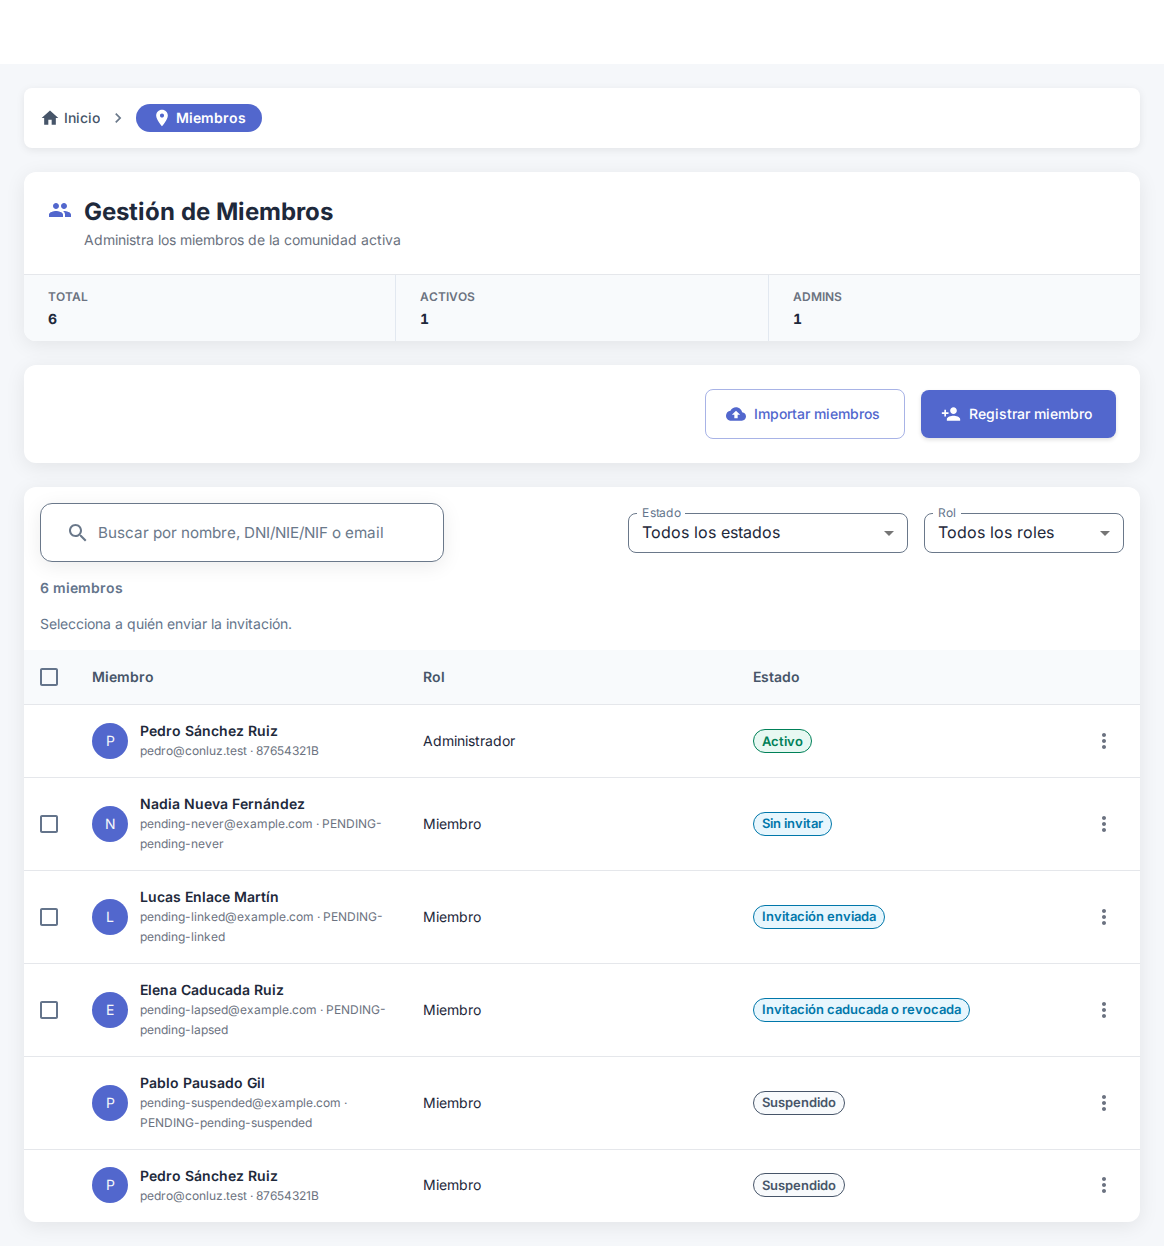 Inicio
Miembros
Gestión de Miembros
Administra los miembros de la comunidad activa
TOTAL
6
ACTIVOS
1
ADMINS
1
Importar miembros
Registrar miembro
Buscar por nombre, DNI/NIE/NIF o email
Estado
Todos los estados
Rol
Todos los roles
6 miembros
Selecciona a quién enviar la invitación.
Miembro
Rol
Estado
P
Pedro Sánchez Ruiz
pedro@conluz.test · 87654321B
Administrador
Activo
N
Nadia Nueva Fernández
pending-never@example.com · PENDING-
pending-never
Miembro
Sin invitar
L
Lucas Enlace Martín
pending-linked@example.com · PENDING-
pending-linked
Miembro
Invitación enviada
E
Elena Caducada Ruiz
pending-lapsed@example.com · PENDING-
pending-lapsed
Miembro
Invitación caducada o revocada
P
Pablo Pausado Gil
pending-suspended@example.com ·
PENDING-pending-suspended
Miembro
Suspendido
P
Pedro Sánchez Ruiz
pedro@conluz.test · 87654321B
Miembro
Suspendido